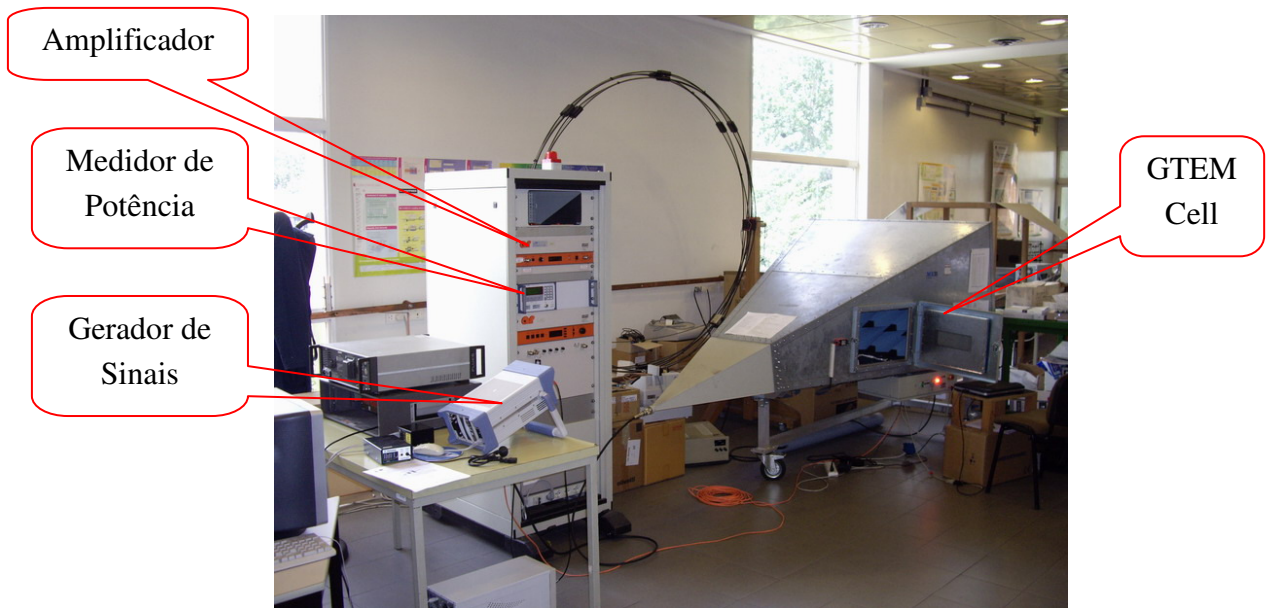 Amplificador
Medidor de
Potência
Gerador de
Sinais
GTEM
Cell